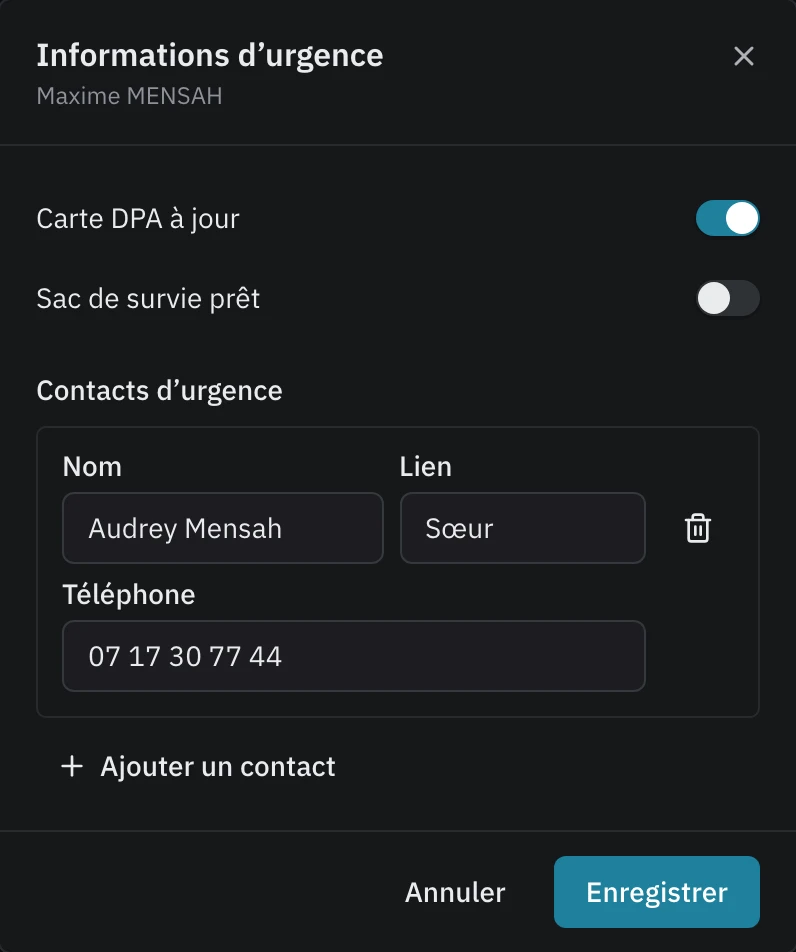 Informations d’urgence
Maxime MENSAH
Carte DPA à jour
Sac de survie prêt
Contacts d’urgence
Nom
Lien
Audrey Mensah
Sœur
Téléphone
07 17 30 77 44
Ajouter un contact
Annuler
Enregistrer